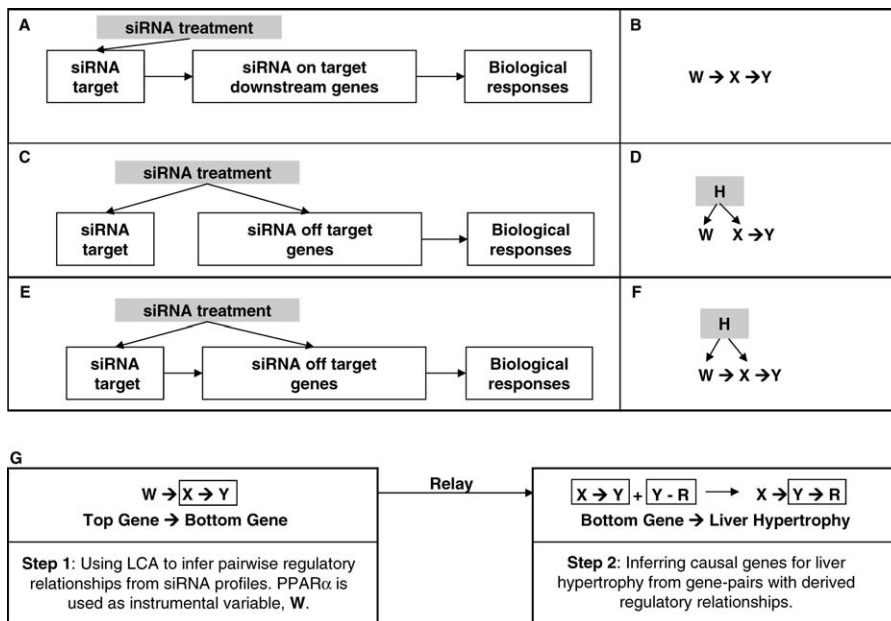 A
siRNA treatment
siRNA target
siRNA on target downstream genes
Biological responses
B
W → X → Y
C
siRNA treatment
siRNA target
siRNA off target genes
Biological responses
D
H
W X → Y
E
siRNA treatment
siRNA target
siRNA off target genes
Biological responses
F
H
W → X → Y
G
W → X → Y
Top Gene → Bottom Gene
Step 1: Using LCA to infer pairwise regulatory
relationships from siRNA profiles. PPARα is
used as instrumental variable, W.
Relay
X → Y + Y - R → X → Y → R
Bottom Gene → Liver Hypertrophy
Step 2: Inferring causal genes for liver
hypertrophy from gene-pairs with derived
regulatory relationships.